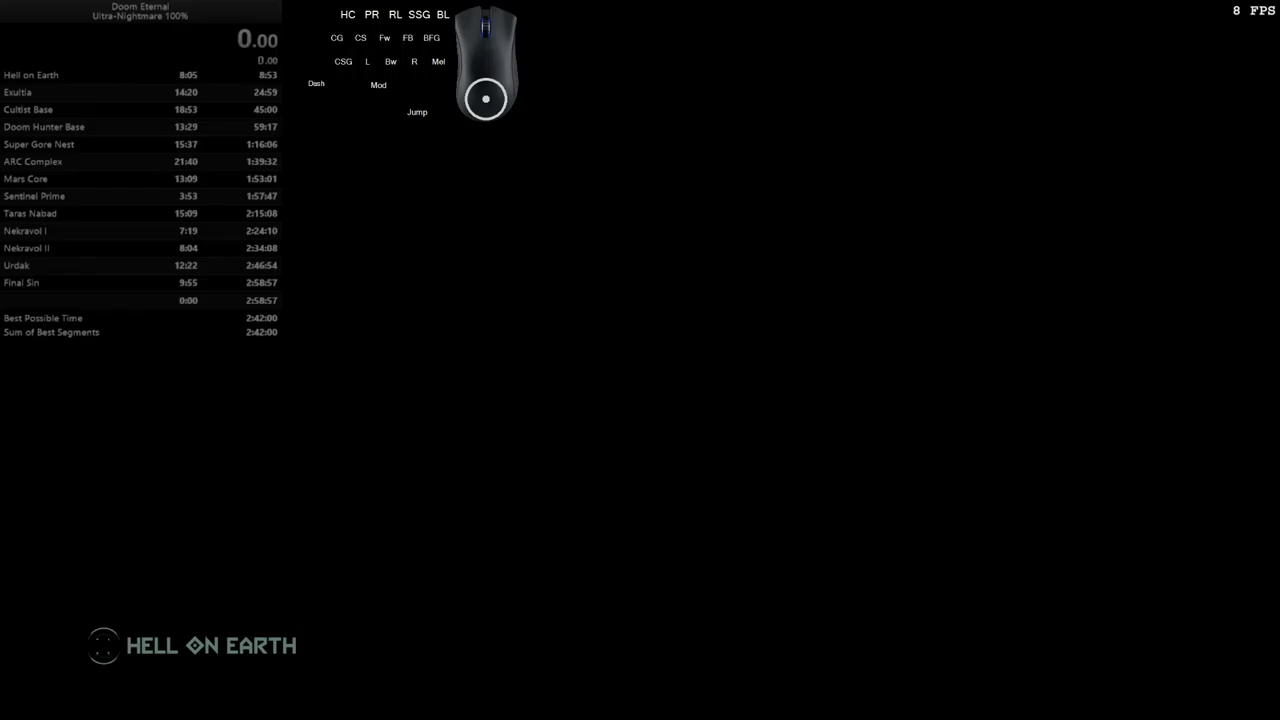 Doom Eternal
Ultra-Nightmare 100%
0.00
0.00
Hell on Earth 8:05 8:53
Exultia 14:20 24:59
Cultist Base 18:53 45:00
Doom Hunter Base 13:29 59:17
Super Gore Nest 15:37 1:16:06
ARC Complex 21:40 1:39:32
Mars Core 13:09 1:53:01
Sentinel Prime 3:53 1:57:47
Taras Nabad 15:09 2:15:08
Nekravol I 7:19 2:24:10
Nekravol II 8:04 2:34:08
Urdak 12:22 2:46:54
Final Sin 9:55 2:58:57
0:00 2:58:57
Best Possible Time 2:42:00
Sum of Best Segments 2:42:00
HC PR RL SSG BL
CG CS Fw FB BFG
CSG L Bw R Mel
Dash Mod
Jump
8 FPS
HELL ON EARTH